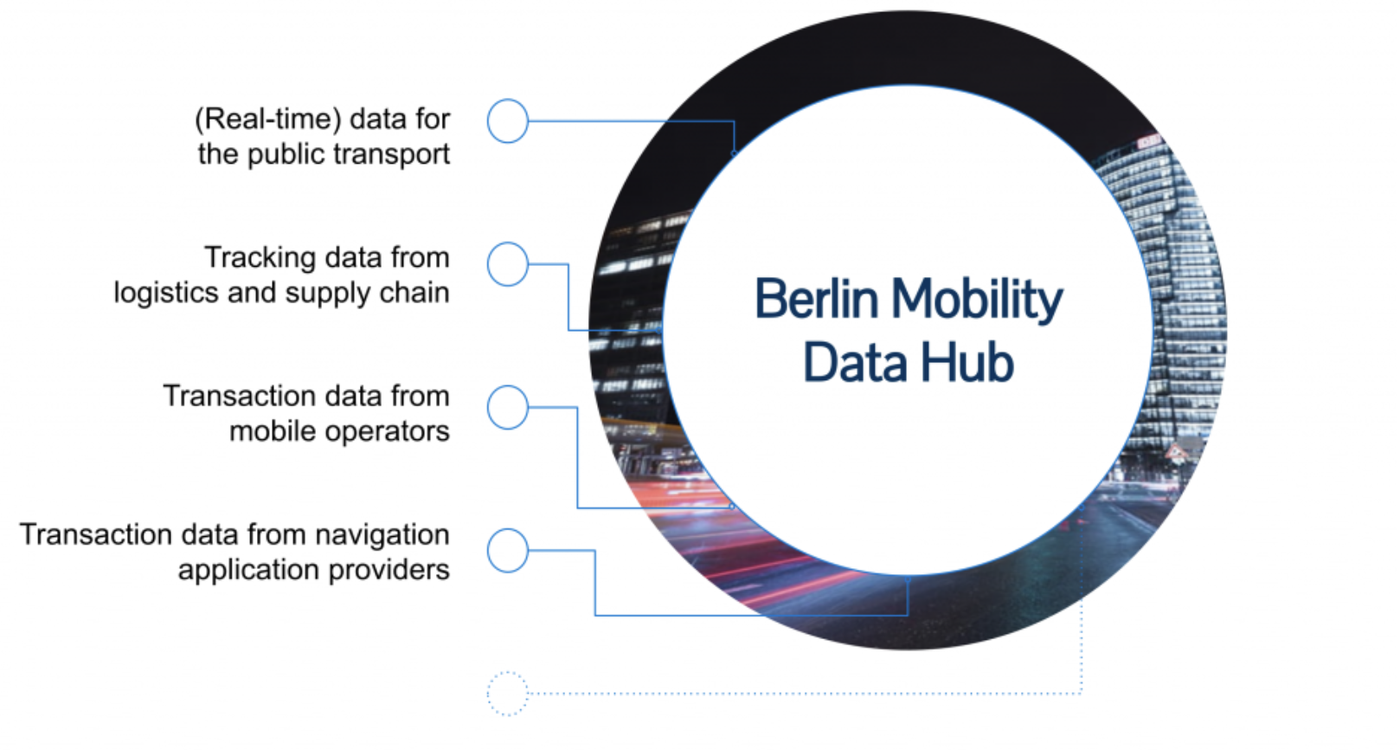 (Real-time) data for
the public transport
Tracking data from
logistics and supply chain
Transaction data from
mobile operators
Transaction data from navigation
application providers
Berlin Mobility
Data Hub